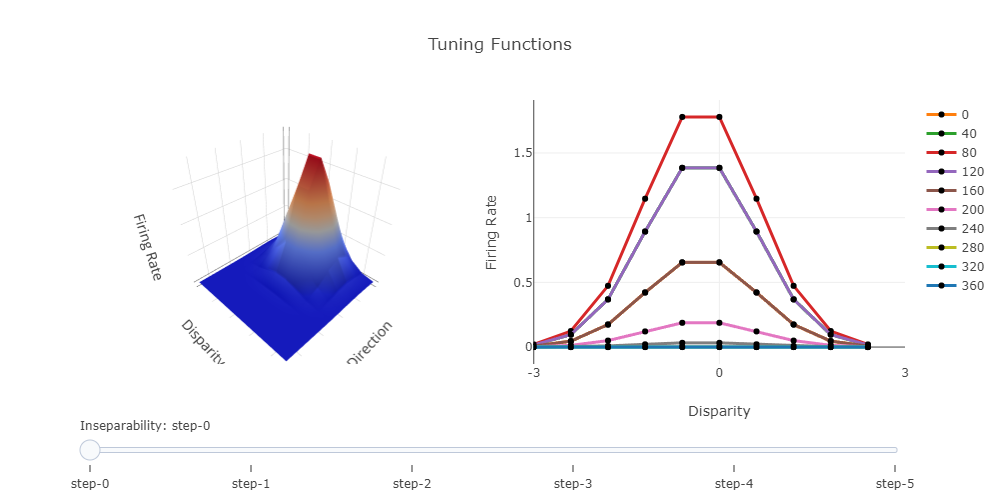 Tuning Functions
Firing Rate
Disparity
Direction
Firing Rate
1.5
1
0.5
0
-3
0
3
Disparity
0
40
80
120
160
200
240
280
320
360
Inseparability: step-0
step-0
step-1
step-2
step-3
step-4
step-5